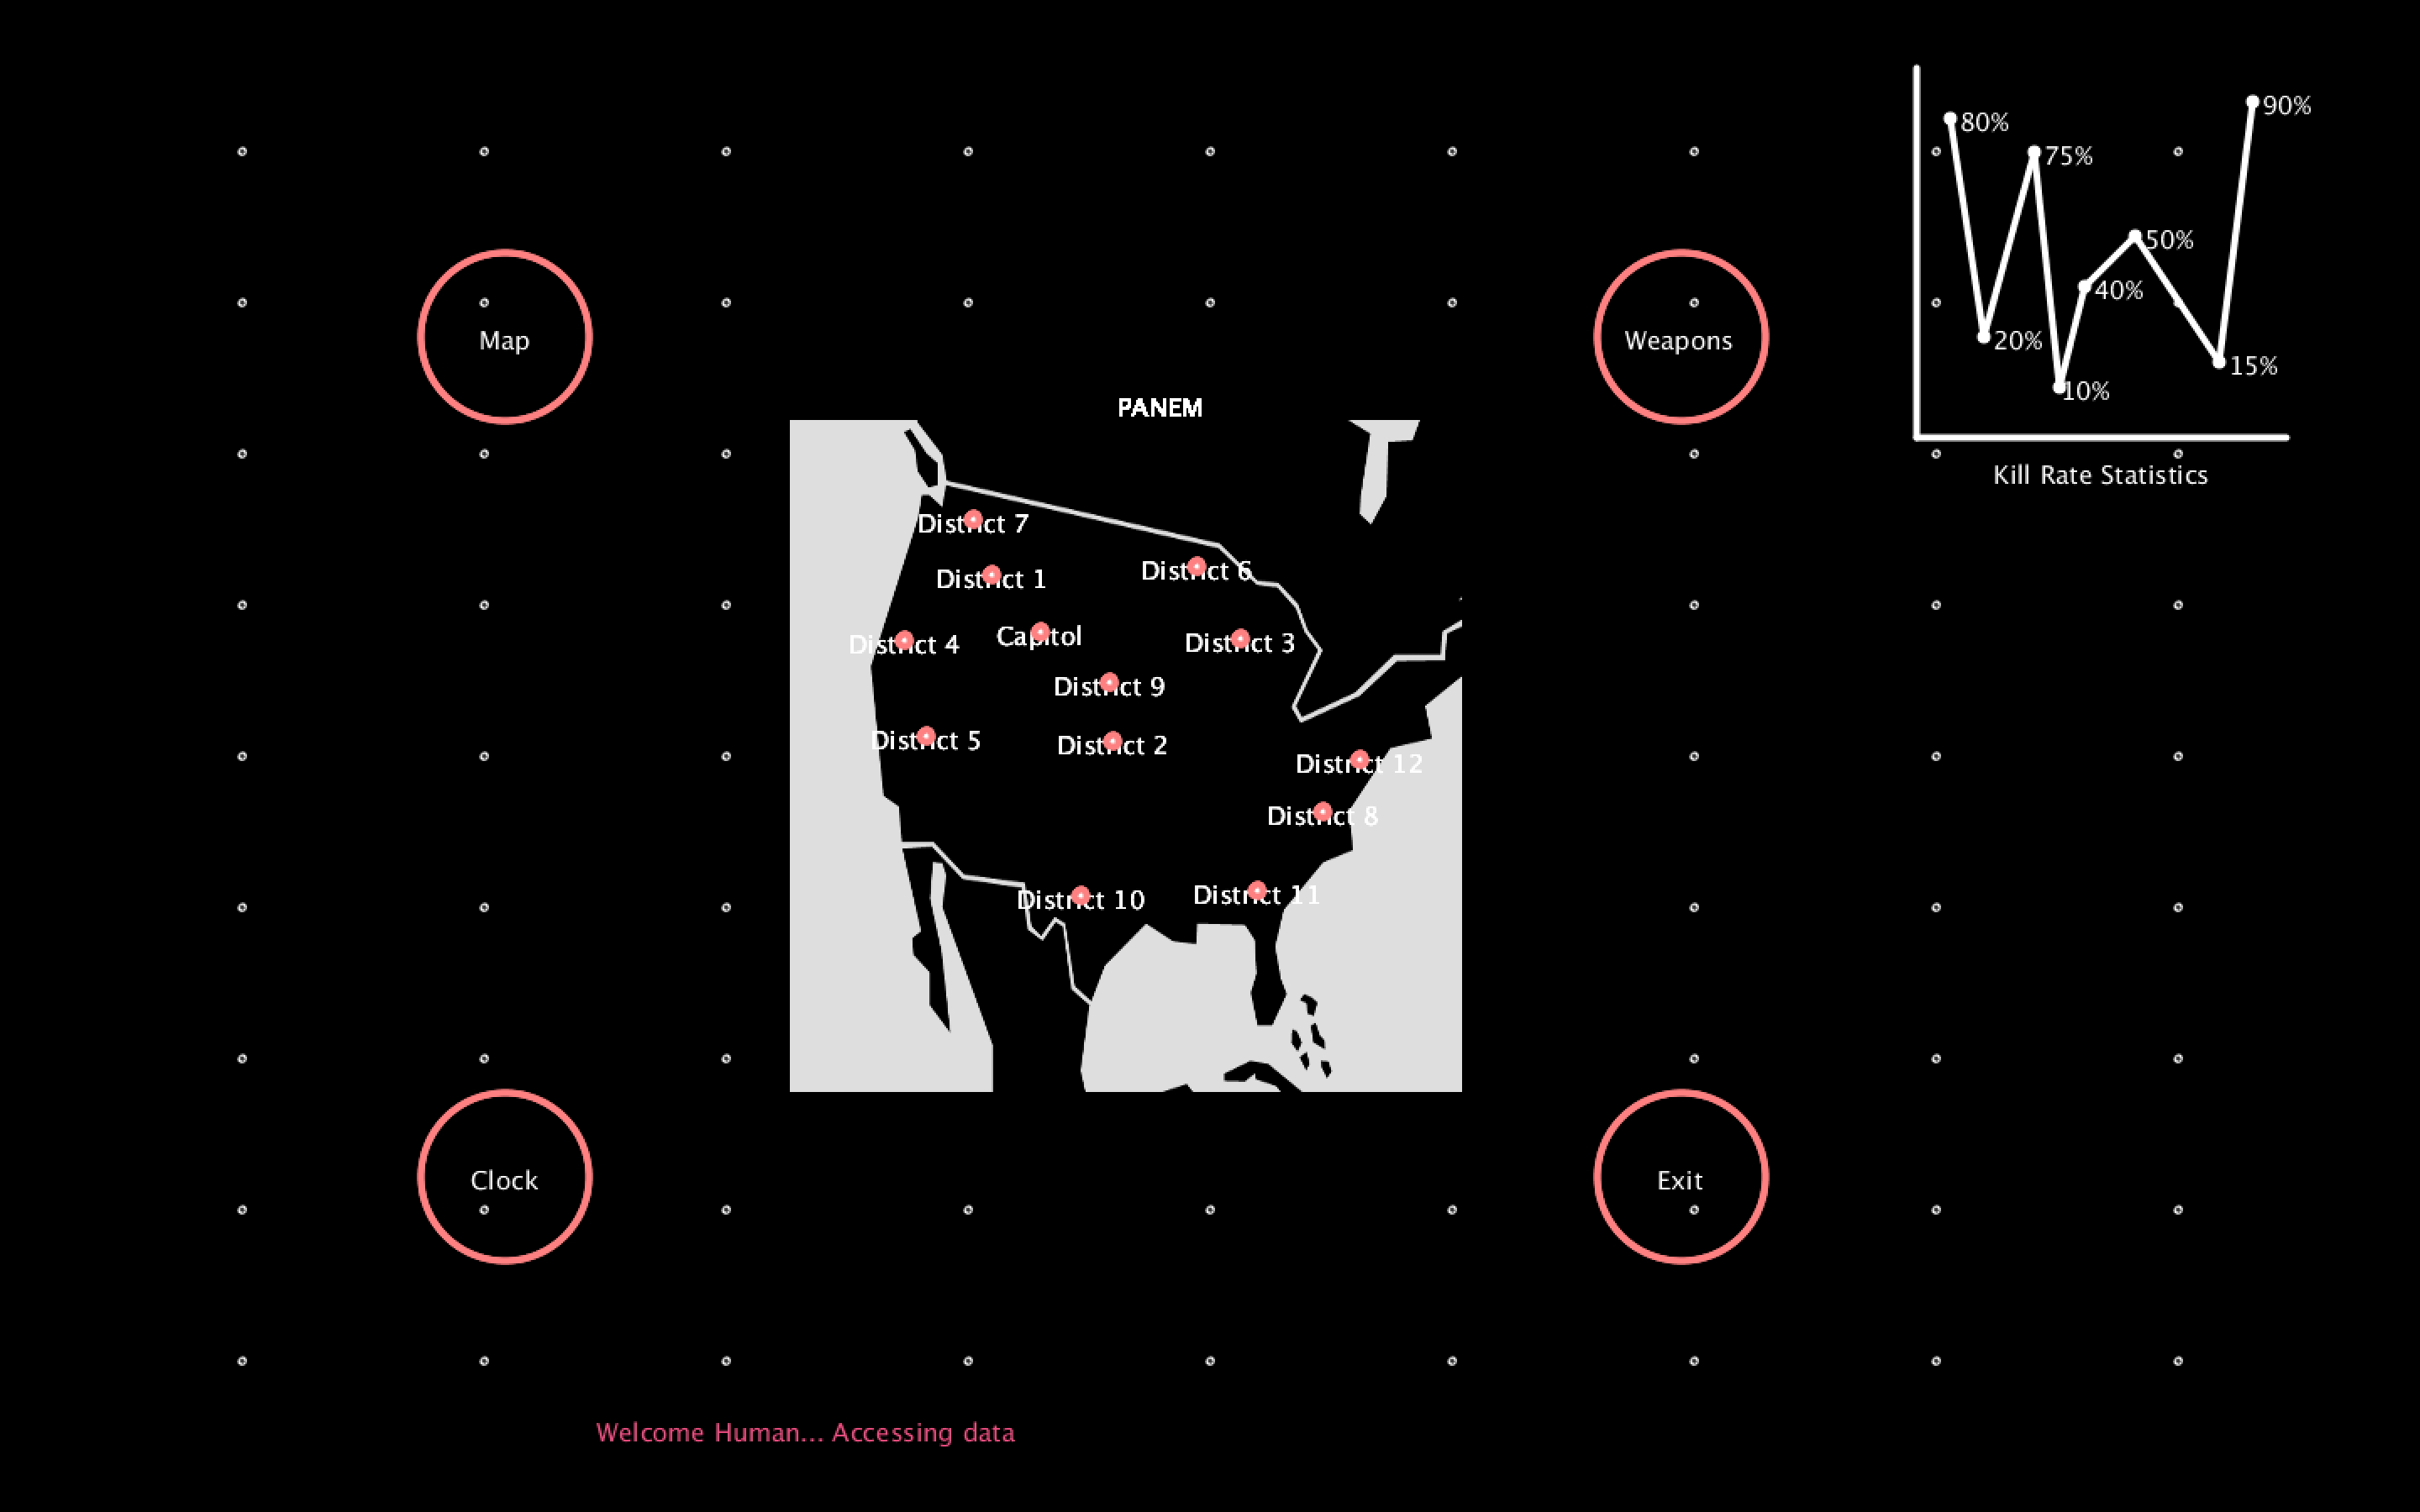 90%
80%
75%
50%
40%
20%
15%
10%
Kill Rate Statistics
Map
Weapons
PANEM
District 7
District 6
District 1
Capitol
District 3
District 4
District 9
District 5
District 2
District 12
District 8
District 11
District 10
Clock
Exit
Welcome Human... Accessing data